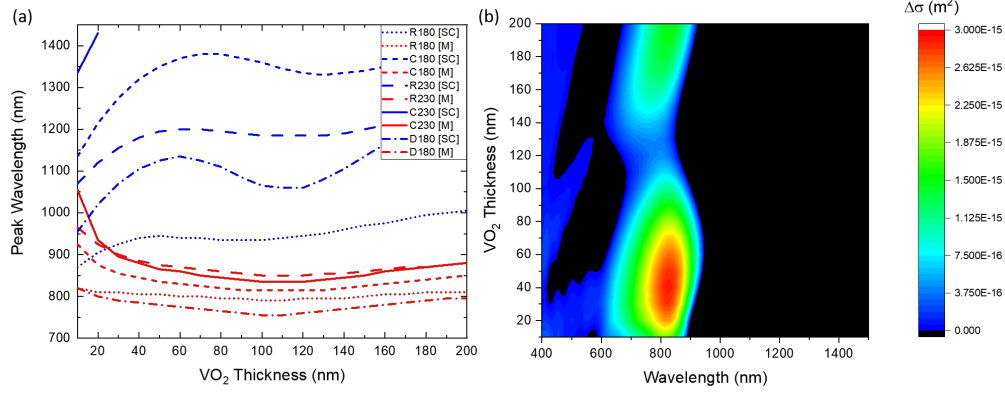 (a)
1400
1300
1200
1100
1000
900
800
700
Peak Wavelength (nm)
R180 [SC]
R180 [M]
C180 [SC]
C180 [M]
R230 [SC]
R230 [M]
C230 [SC]
C230 [M]
D180 [SC]
D180 [M]
20 40 60 80 100 120 140 160 180 200
VO₂ Thickness (nm)
(b)
200
180
160
140
120
100
80
60
40
20
VO₂ Thickness (nm)
400 600 800 1000 1200 1400
Wavelength (nm)
Δσ (m²)
3.000E-15
2.625E-15
2.250E-15
1.875E-15
1.500E-15
1.125E-15
7.500E-16
3.750E-16
0.000